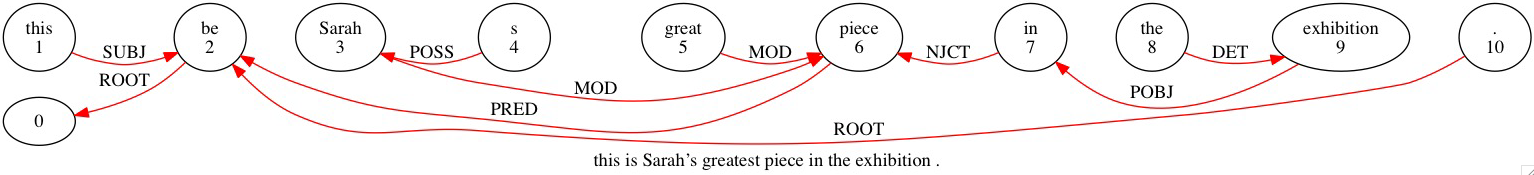 this be Sarah s great piece in the exhibition .
1 2 3 4 5 6 7 8 9 10
SUBJ POSS MOD NJCT DET
ROOT
MOD POBJ
PRED
0
ROOT
this is Sarah’s greatest piece in the exhibition .